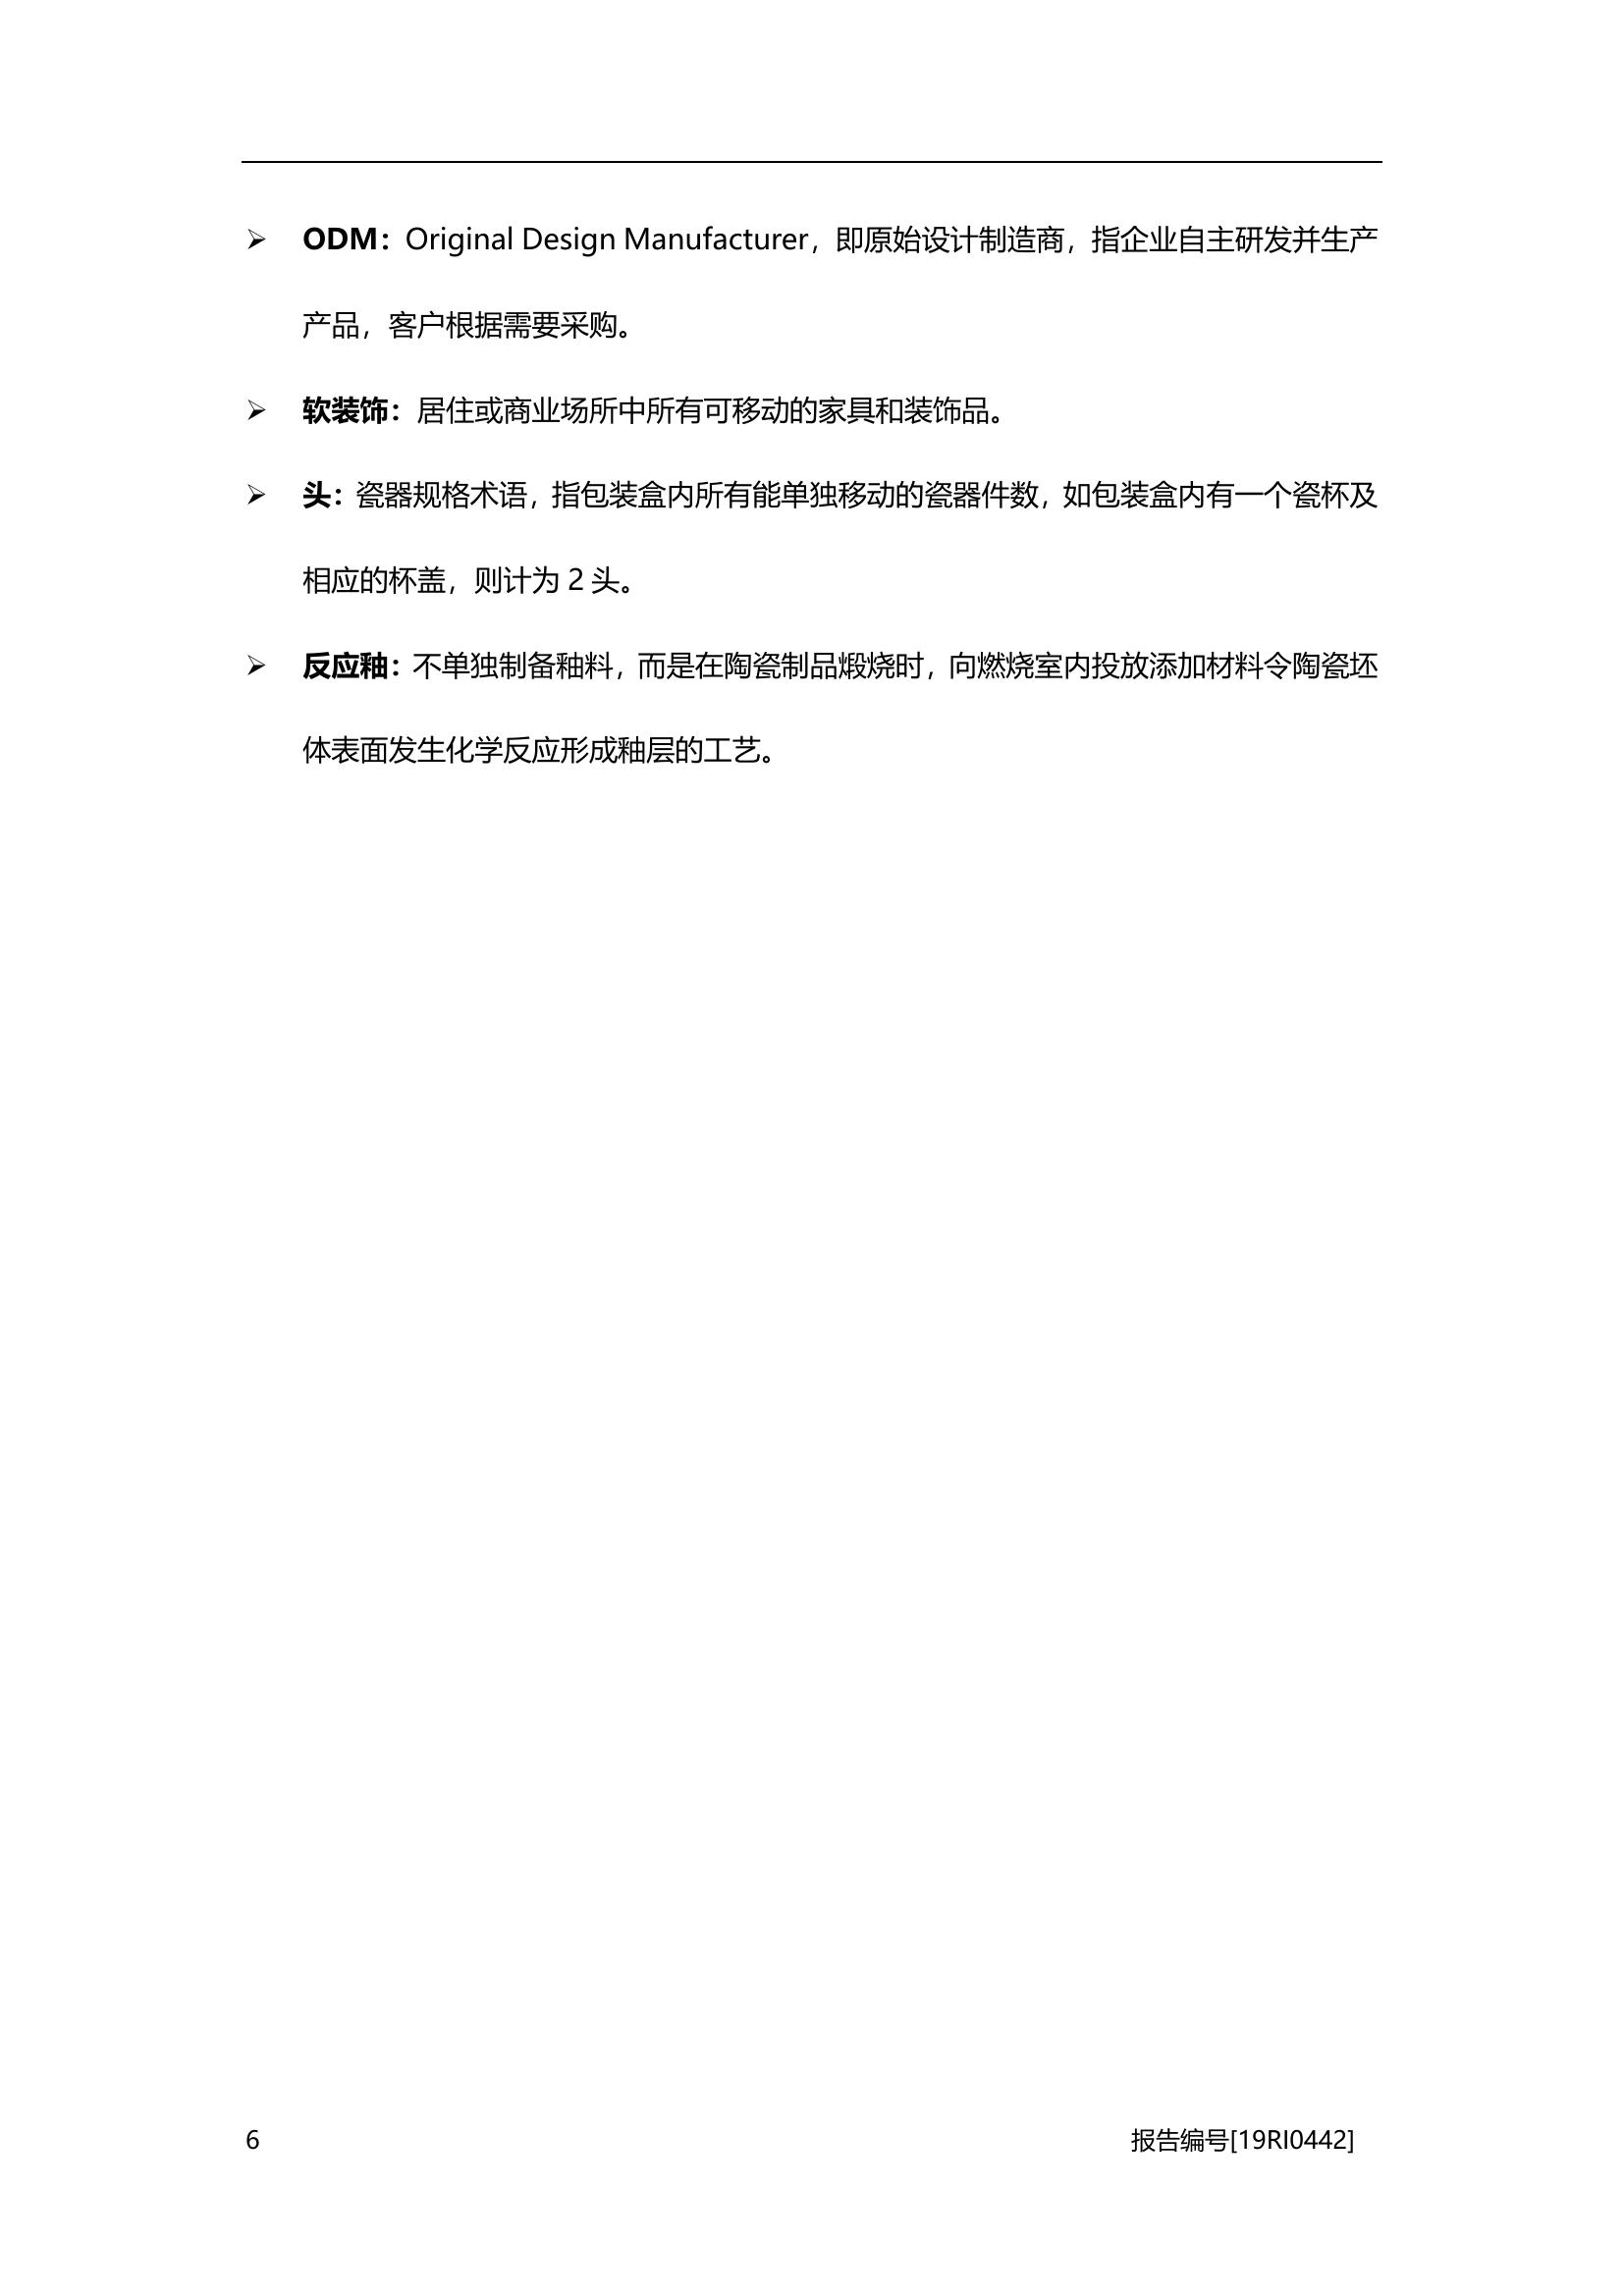 ➢ ODM：Original Design Manufacturer，即原始设计制造商，指企业自主研发并生产
产品，客户根据需要采购。
➢ 软装饰：居住或商业场所中所有可移动的家具和装饰品。
➢ 头：瓷器规格术语，指包装盒内所有能单独移动的瓷器件数，如包装盒内有一个瓷杯及
相应的杯盖，则计为 2 头。
➢ 反应釉：不单独制备釉料，而是在陶瓷制品煅烧时，向燃烧室内投放添加材料令陶瓷坯
体表面发生化学反应形成釉层的工艺。
6 报告编号[19RI0442]